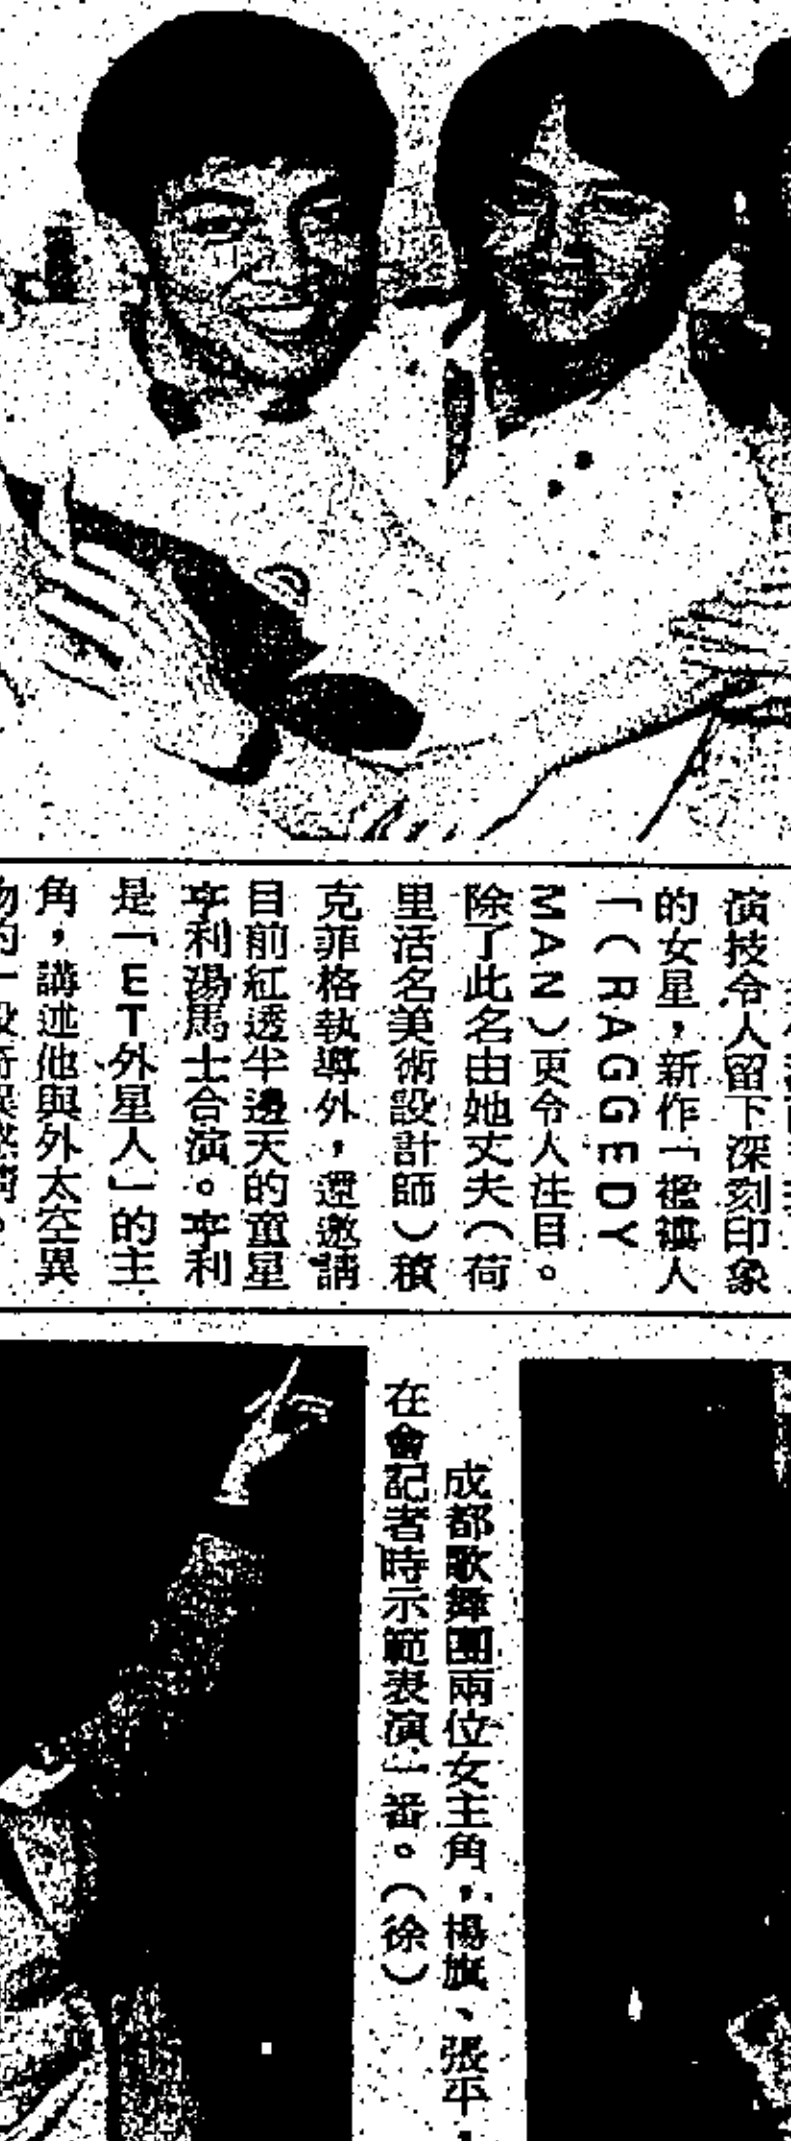 演技令人留下深刻印象
的女星，新作「襤褸人
「（RAGGEDY
MAN）更令人注目。
除了此名由她丈夫（荷
里活名美術設計師）積
克菲格執導外，還邀請
目前紅透半邊天的童星
亨利湯馬士合演。亨利
是「ET外星人」的主
角，講述他與外太空異
成都歌舞團兩位女主角，楊旗、張平，
在會記者時示範表演一番。（徐）